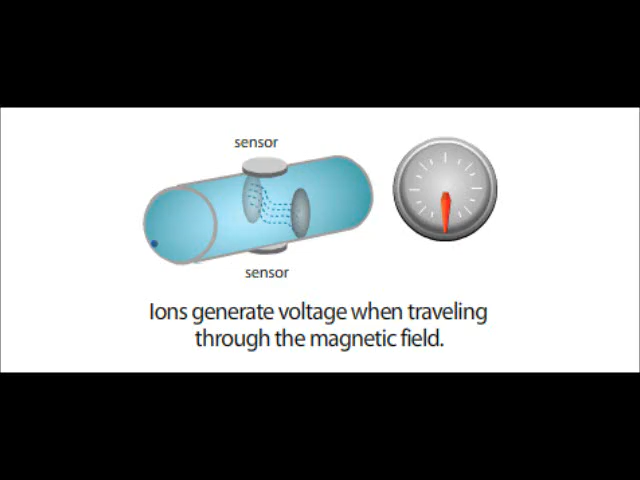 sensor
sensor
Ions generate voltage when traveling
through the magnetic field.